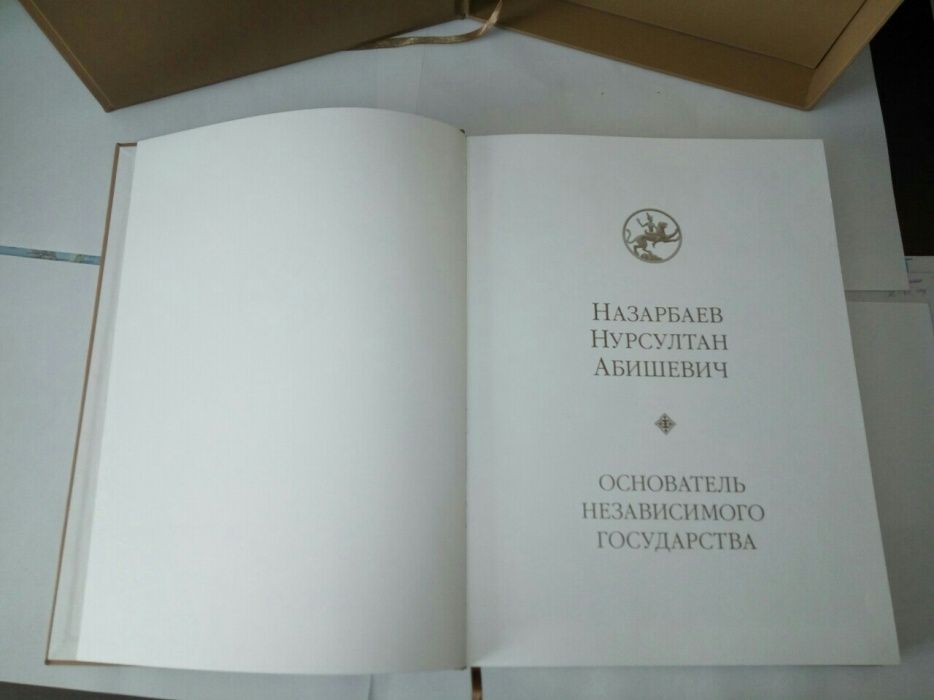 НАЗАРБАЕВ
НУРСУЛТАН
АБИШЕВИЧ
ОСНОВАТЕЛЬ
НЕЗАВИСИМОГО
ГОСУДАРСТВА